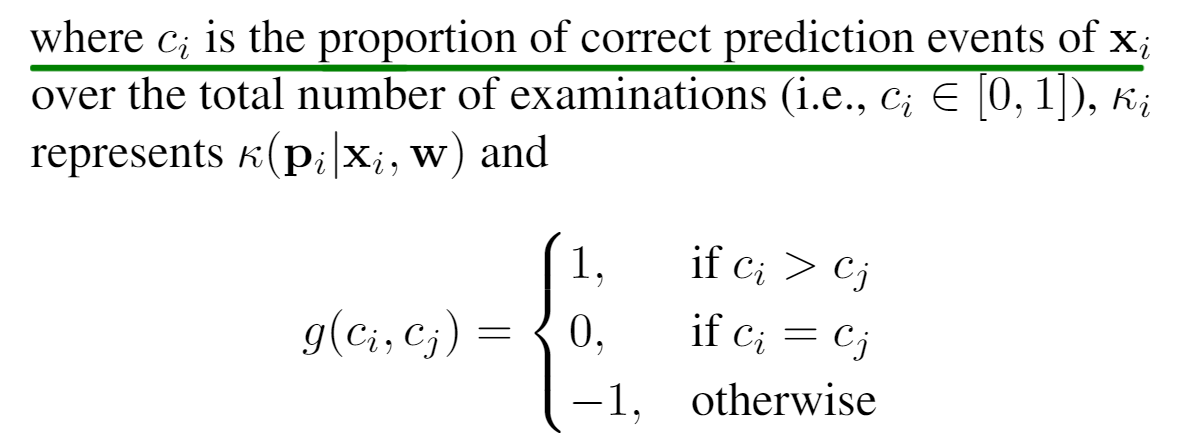 where cᵢ is the proportion of correct prediction events of xᵢ
over the total number of examinations (i.e., cᵢ ∈ [0, 1]), κᵢ
represents κ(pᵢ|xᵢ, w) and
1, if cᵢ > cⱼ
g(cᵢ, cⱼ) = { 0, if cᵢ = cⱼ
−1, otherwise